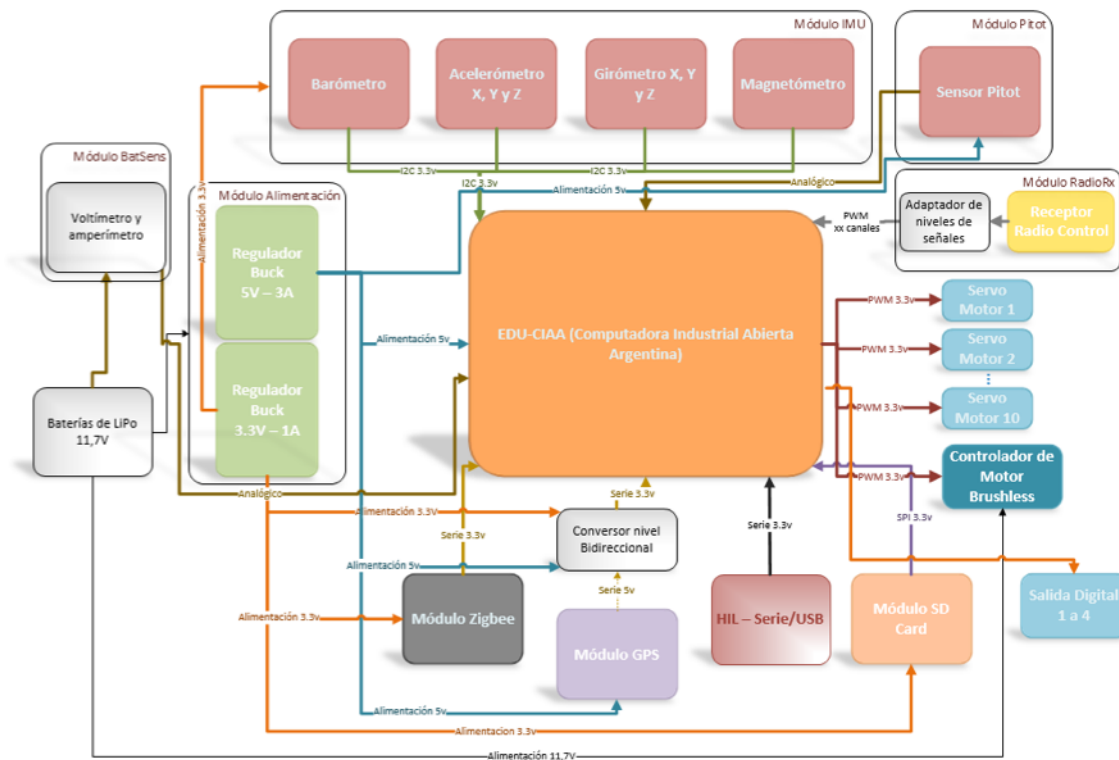 Módulo IMU
Barómetro
Acelerómetro
X, Y y Z
Girómetro X, Y
y Z
Magnetómetro
I2C 3.3v
I2C 3.3v
I2C 3.3v
Módulo Pitot
Sensor Pitot
Analógico
Alimentación 5v
Módulo BatSens
Voltímetro y
amperímetro
Alimentación 3.3v
Módulo Alimentación
Regulador
Buck
5V – 3A
Regulador
Buck
3.3V – 1A
Baterías de LiPo
11,7V
Módulo RadioRx
Adaptador de
niveles de
señales
Receptor
Radio Control
PWM
xx canales
EDU-CIAA (Computadora Industrial Abierta
Argentina)
Alimentación 5v
PWM 3.3v
Servo
Motor 1
PWM 3.3v
Servo
Motor 2
PWM 3.3v
Servo
Motor 10
PWM 3.3v
Controlador de
Motor
Brushless
Analógico
Serie 3.3v
Serie 3.3v
Serie 3.3v
SPI 3.3v
Alimentación 3.3V
Conversor nivel
Bidireccional
Alimentación 5v
Serie 5v
Alimentación 3.3v
Módulo Zigbee
Módulo GPS
HIL – Serie/USB
Módulo SD
Card
Salida Digital
1 a 4
Alimentación 5v
Alimentacion 3.3v
Alimentación 11,7V